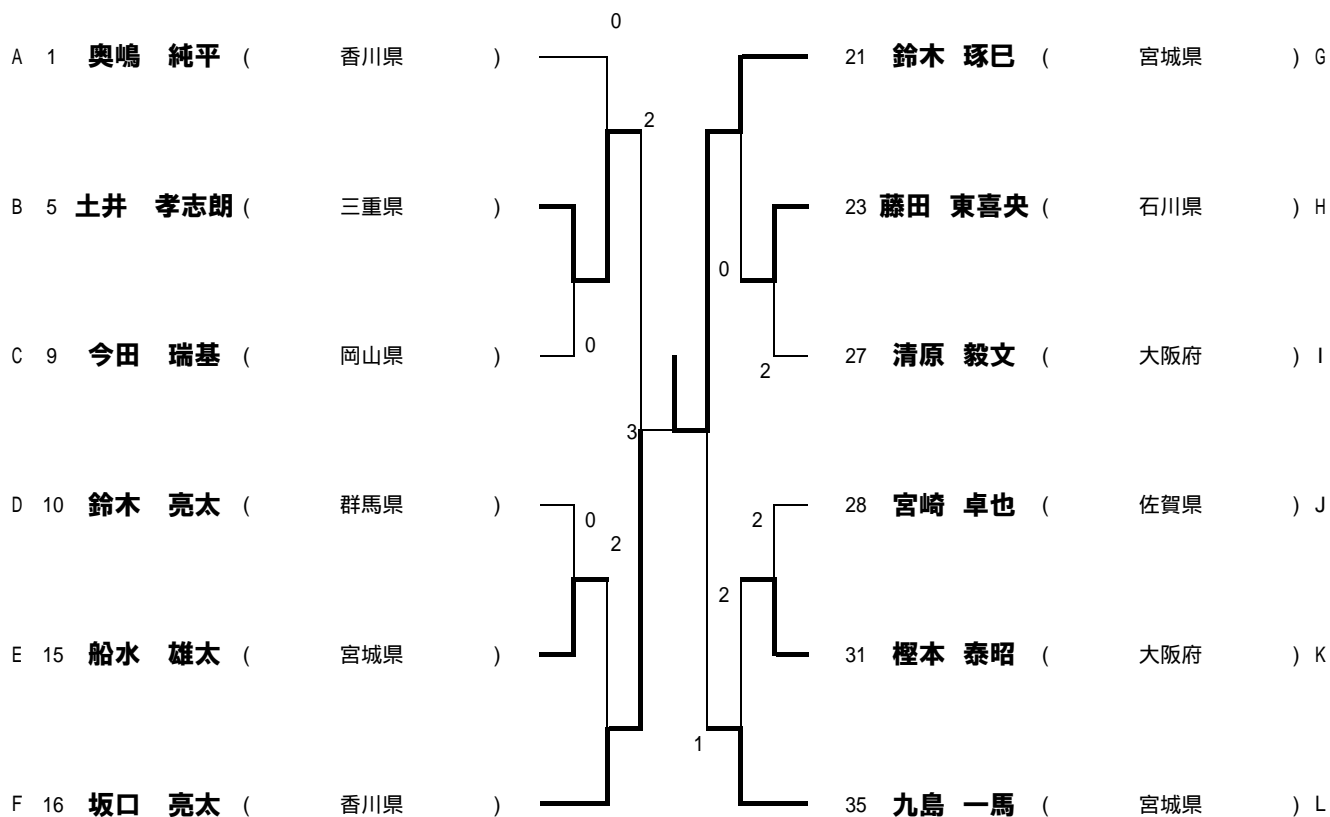 0
A 1 奥嶋 純平 ( 香川県 ) 21 鈴木 琢巳 ( 宮城県 ) G
2
B 5 土井 孝志朗 ( 三重県 ) 23 藤田 東喜央 ( 石川県 ) H
0
0
C 9 今田 瑞基 ( 岡山県 ) 27 清原 毅文 ( 大阪府 ) I
2
3
D 10 鈴木 亮太 ( 群馬県 ) 28 宮崎 卓也 ( 佐賀県 ) J
0 2
2
2
E 15 船水 雄太 ( 宮城県 ) 31 樫本 泰昭 ( 大阪府 ) K
1
F 16 坂口 亮太 ( 香川県 ) 35 九島 一馬 ( 宮城県 ) L